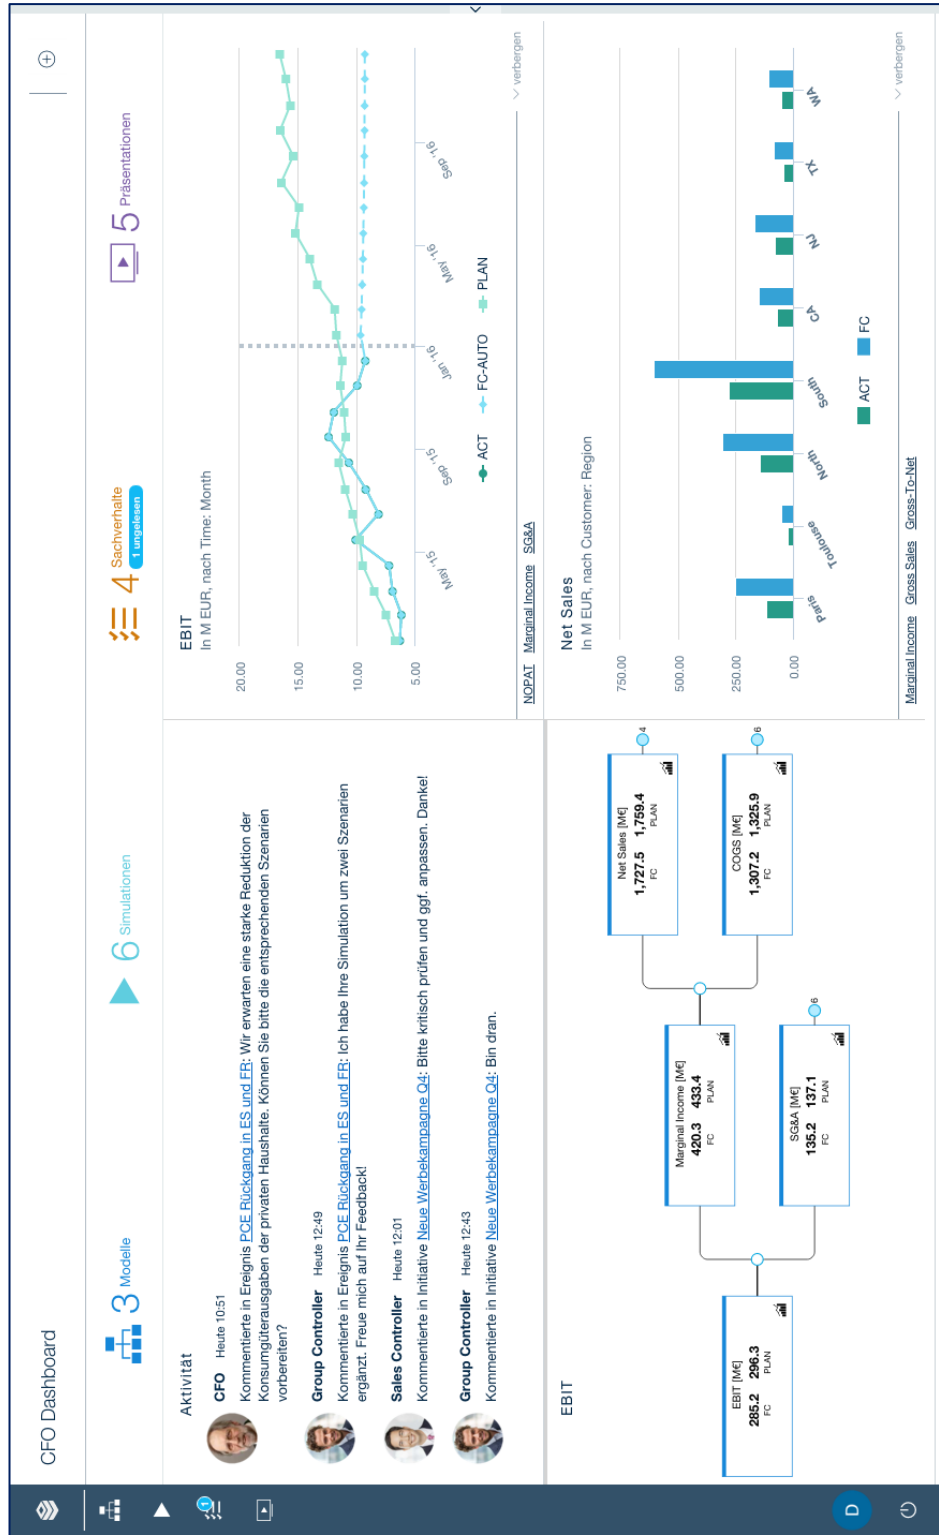 CFO Dashboard
3 Modelle
6 Simulationen
4 Sachverhalte
1 ungelesen
5 Präsentationen
1
D
Aktivität
CFO Heute 10:51
Kommentierte in Ereignis PCE Rückgang in ES und FR: Wir erwarten eine starke Reduktion der
Konsumgüterausgaben der privaten Haushalte. Können Sie bitte die entsprechenden Szenarien
vorbereiten?
Group Controller Heute 12:49
Kommentierte in Ereignis PCE Rückgang in ES und FR: Ich habe Ihre Simulation um zwei Szenarien
ergänzt. Freue mich auf Ihr Feedback!
Sales Controller Heute 12:01
Kommentierte in Initiative Neue Werbekampagne Q4: Bitte kritisch prüfen und ggf. anpassen. Danke!
Group Controller Heute 12:43
Kommentierte in Initiative Neue Werbekampagne Q4: Bin dran.
EBIT
In M EUR, nach Time: Month
20.00
15.00
10.00
5.00
May '15
Sep '15
Jan '16
May '16
Sep '16
ACT FC-AUTO PLAN
verbergen
NOPAT Marginal Income SG&A
EBIT
EBIT [M€]
285.2 296.3
FC PLAN
Marginal Income [M€]
420.3 433.4
FC PLAN
SG&A [M€]
135.2 137.1
FC PLAN
6
Net Sales [M€]
1,727.5 1,759.4
FC PLAN
4
COGS [M€]
1,307.2 1,325.9
FC PLAN
6
Net Sales
In M EUR, nach Customer: Region
750.00
500.00
250.00
0.00
Paris
Toulouse
North
South
CA
NJ
TX
WA
ACT FC
verbergen
Marginal Income Gross Sales Gross-To-Net